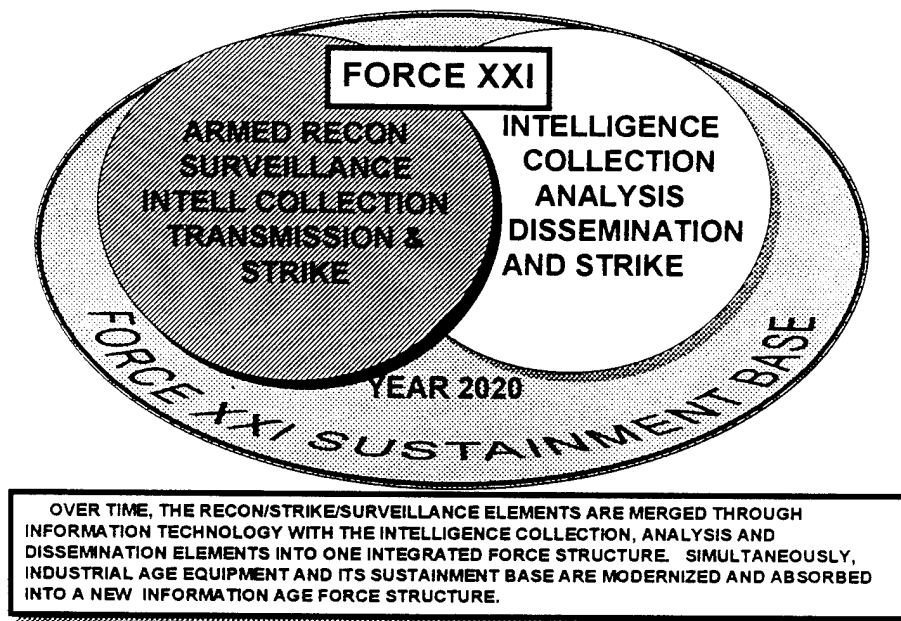 FORCE XXI
ARMED RECON
SURVEILLANCE
INTELL COLLECTION
TRANSMISSION &
STRIKE
INTELLIGENCE
COLLECTION
ANALYSIS
DISSEMINATION
AND STRIKE
YEAR 2020
FORCE XXI SUSTAINMENT BASE
OVER TIME, THE RECON/STRIKE/SURVEILLANCE ELEMENTS ARE MERGED THROUGH
INFORMATION TECHNOLOGY WITH THE INTELLIGENCE COLLECTION, ANALYSIS AND
DISSEMINATION ELEMENTS INTO ONE INTEGRATED FORCE STRUCTURE. SIMULTANEOUSLY,
INDUSTRIAL AGE EQUIPMENT AND ITS SUSTAINMENT BASE ARE MODERNIZED AND ABSORBED
INTO A NEW INFORMATION AGE FORCE STRUCTURE.